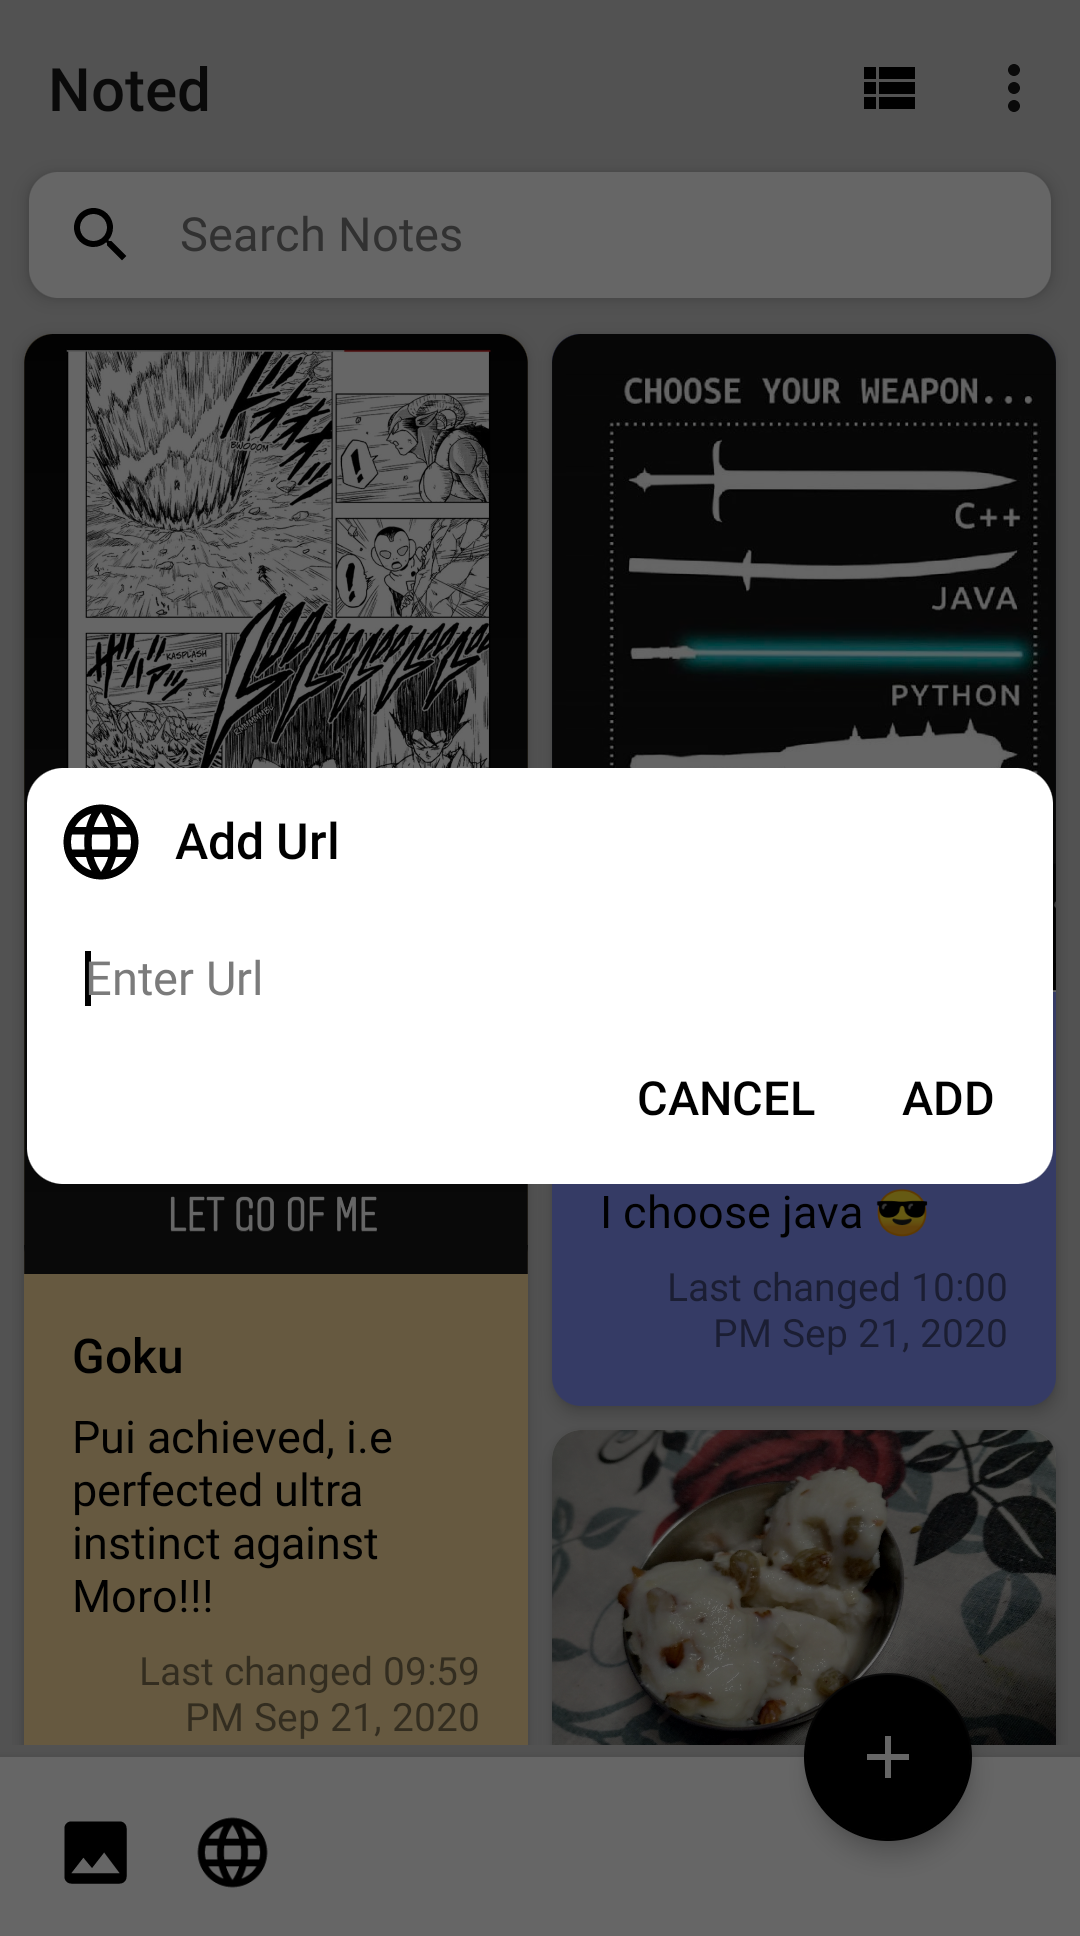 Noted
Search Notes
BWOOOM
!
!
KASPLASH
CHOOSE YOUR WEAPON...
C++
JAVA
PYTHON
Add Url
Enter Url
CANCEL
ADD
LET GO OF ME
Goku
Pui achieved, i.e
perfected ultra
instinct against
Moro!!!
Last changed 09:59
PM Sep 21, 2020
I choose java 😎
Last changed 10:00
PM Sep 21, 2020